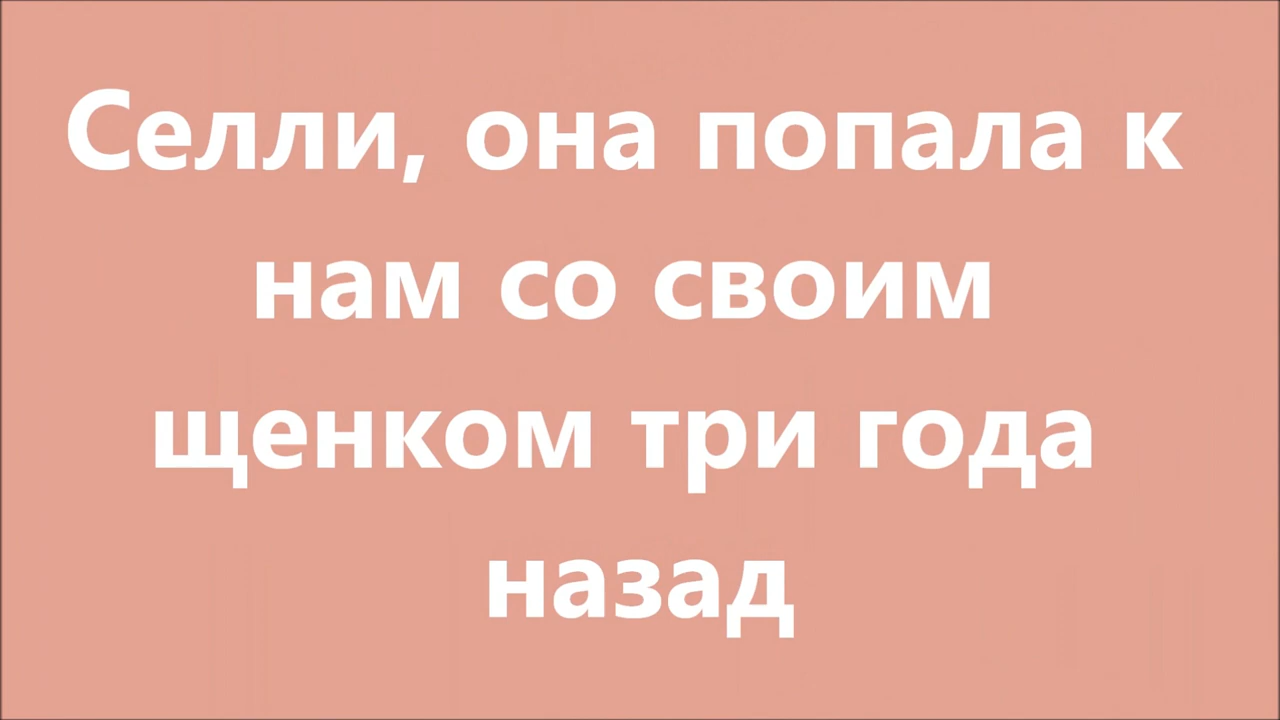 Селли, она попала к
нам со своим
щенком три года
назад